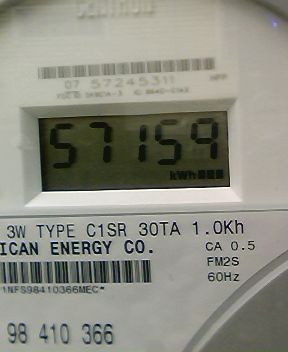 CENTRON
07 57245311
57159
kWh
3W TYPE C1SR 30TA 1.0Kh
ICAN ENERGY CO.
CA 0.5
FM2S
60Hz
1NFS98410366MEC*
98 410 366